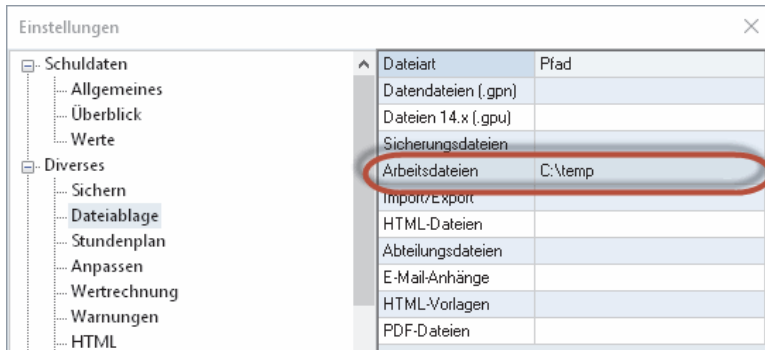 Einstellungen
Schuldaten
Allgemeines
Überblick
Werte
Diverses
Sichern
Dateiablage
Stundenplan
Anpassen
Wertrechnung
Warnungen
HTML
Dateiart Pfad
Datendateien (.gpn)
Dateien 14.x (.gpu)
Sicherungsdateien
Arbeitsdateien C:\temp
Import/Export
HTML-Dateien
Abteilungsdateien
E-Mail-Anhänge
HTML-Vorlagen
PDF-Dateien